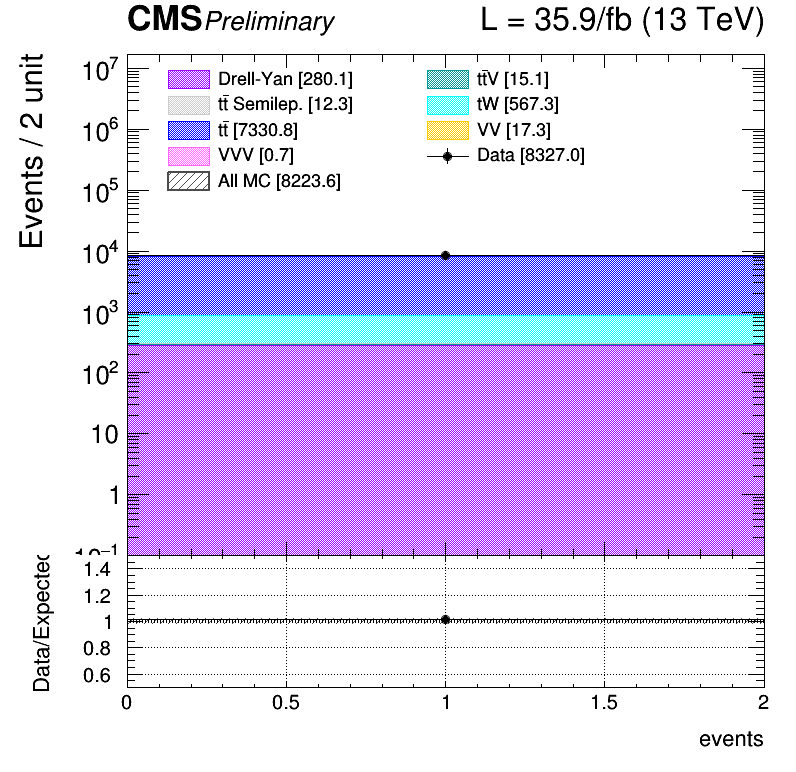 CMS Preliminary L = 35.9/fb (13 TeV)
Events / 2 unit
10⁷
10⁶
10⁵
10⁴
10³
10²
10
1
10⁻¹
Drell-Yan [280.1]
tt̄ Semilep. [12.3]
tt̄ [7330.8]
VVV [0.7]
All MC [8223.6]
tt̄V [15.1]
tW [567.3]
VV [17.3]
Data [8327.0]
Data/Expected
1.4
1.2
1
0.8
0.6
0 0.5 1 1.5 2
events